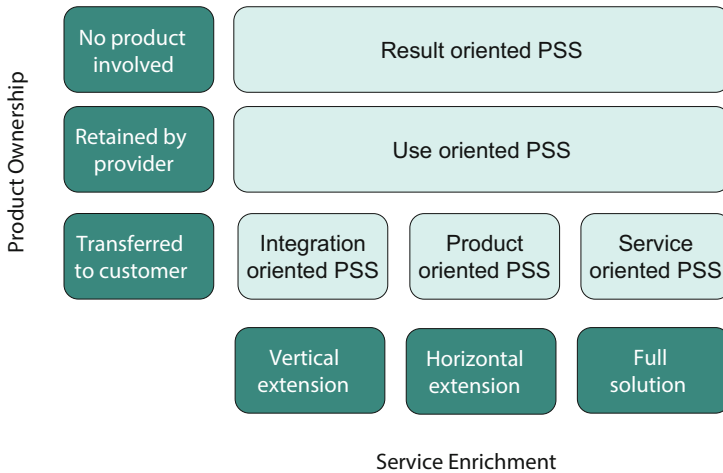 Product Ownership
No product
involved
Result oriented PSS
Retained by
provider
Use oriented PSS
Transferred
to customer
Integration
oriented PSS
Product
oriented PSS
Service
oriented PSS
Vertical
extension
Horizontal
extension
Full
solution
Service Enrichment